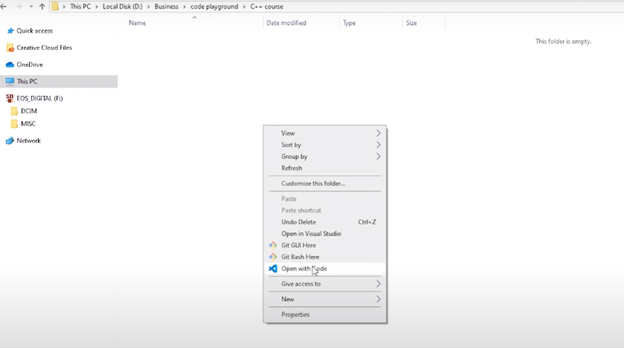 This PC > Local Disk (D:) > Business > code playground > C++ course
Name Date modified Type Size
This folder is empty.
Quick access
Creative Cloud Files
OneDrive
This PC
EOS_DIGITAL (F:)
DCIM
MISC
Network
View
Sort by
Group by
Refresh
Customize this folder...
Paste
Paste shortcut
Undo Delete Ctrl+Z
Open in Visual Studio
Git GUI Here
Git Bash Here
Open with Code
Give access to
New
Properties